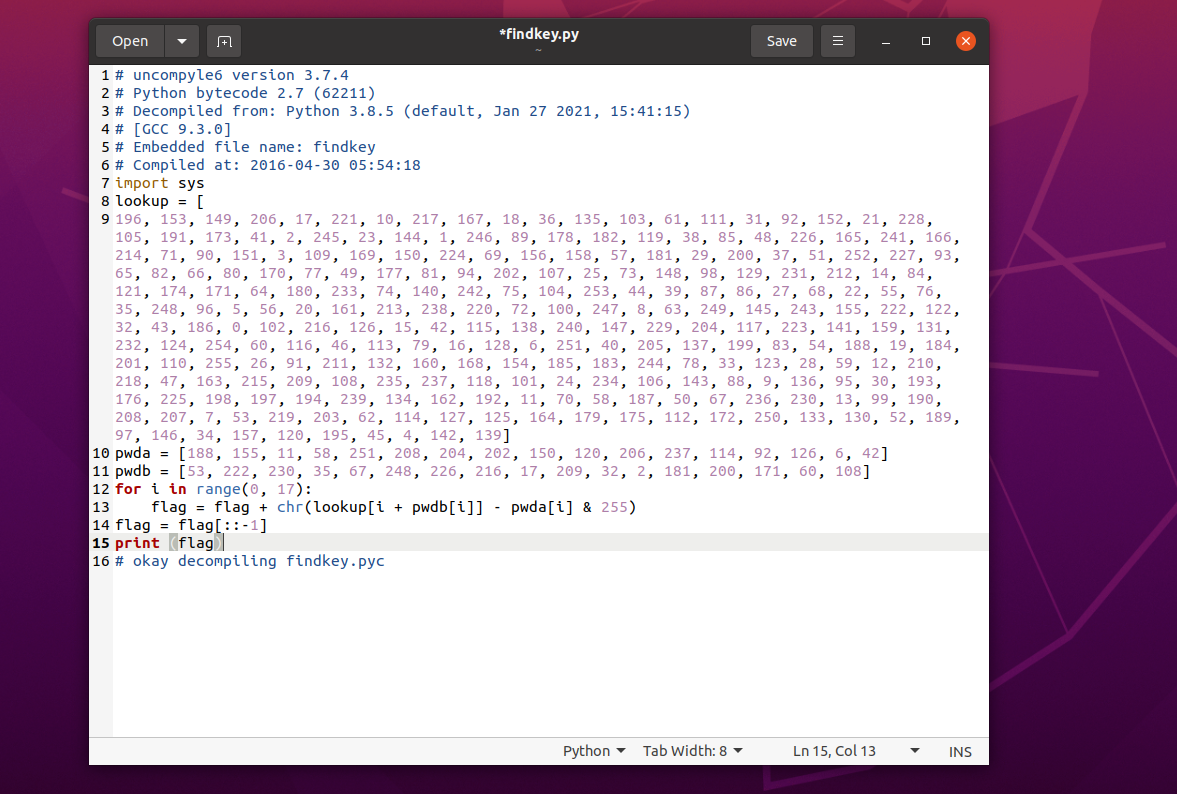 Open
*findkey.py
~
Save
1 # uncompyle6 version 3.7.4
2 # Python bytecode 2.7 (62211)
3 # Decompiled from: Python 3.8.5 (default, Jan 27 2021, 15:41:15)
4 # [GCC 9.3.0]
5 # Embedded file name: findkey
6 # Compiled at: 2016-04-30 05:54:18
7 import sys
8 lookup = [
9 196, 153, 149, 206, 17, 221, 10, 217, 167, 18, 36, 135, 103, 61, 111, 31, 92, 152, 21, 228,
105, 191, 173, 41, 2, 245, 23, 144, 1, 246, 89, 178, 182, 119, 38, 85, 48, 226, 165, 241, 166,
214, 71, 90, 151, 3, 109, 169, 150, 224, 69, 156, 158, 57, 181, 29, 200, 37, 51, 252, 227, 93,
65, 82, 66, 80, 170, 77, 49, 177, 81, 94, 202, 107, 25, 73, 148, 98, 129, 231, 212, 14, 84,
121, 174, 171, 64, 180, 233, 74, 140, 242, 75, 104, 253, 44, 39, 87, 86, 27, 68, 22, 55, 76,
35, 248, 96, 5, 56, 20, 161, 213, 238, 220, 72, 100, 247, 8, 63, 249, 145, 243, 155, 222, 122,
32, 43, 186, 0, 102, 216, 126, 15, 42, 115, 138, 240, 147, 229, 204, 117, 223, 141, 159, 131,
232, 124, 254, 60, 116, 46, 113, 79, 16, 128, 6, 251, 40, 205, 137, 199, 83, 54, 188, 19, 184,
201, 110, 255, 26, 91, 211, 132, 160, 168, 154, 185, 183, 244, 78, 33, 123, 28, 59, 12, 210,
218, 47, 163, 215, 209, 108, 235, 237, 118, 101, 24, 234, 106, 143, 88, 9, 136, 95, 30, 193,
176, 225, 198, 197, 194, 239, 134, 162, 192, 11, 70, 58, 187, 50, 67, 236, 230, 13, 99, 190,
208, 207, 7, 53, 219, 203, 62, 114, 127, 125, 164, 179, 175, 112, 172, 250, 133, 130, 52, 189,
97, 146, 34, 157, 120, 195, 45, 4, 142, 139]
10 pwda = [188, 155, 11, 58, 251, 208, 204, 202, 150, 120, 206, 237, 114, 92, 126, 6, 42]
11 pwdb = [53, 222, 230, 35, 67, 248, 226, 216, 17, 209, 32, 2, 181, 200, 171, 60, 108]
12 for i in range(0, 17):
13     flag = flag + chr(lookup[i + pwdb[i]] - pwda[i] & 255)
14 flag = flag[::-1]
15 print (flag)
16 # okay decompiling findkey.pyc
Python
Tab Width: 8
Ln 15, Col 13
INS